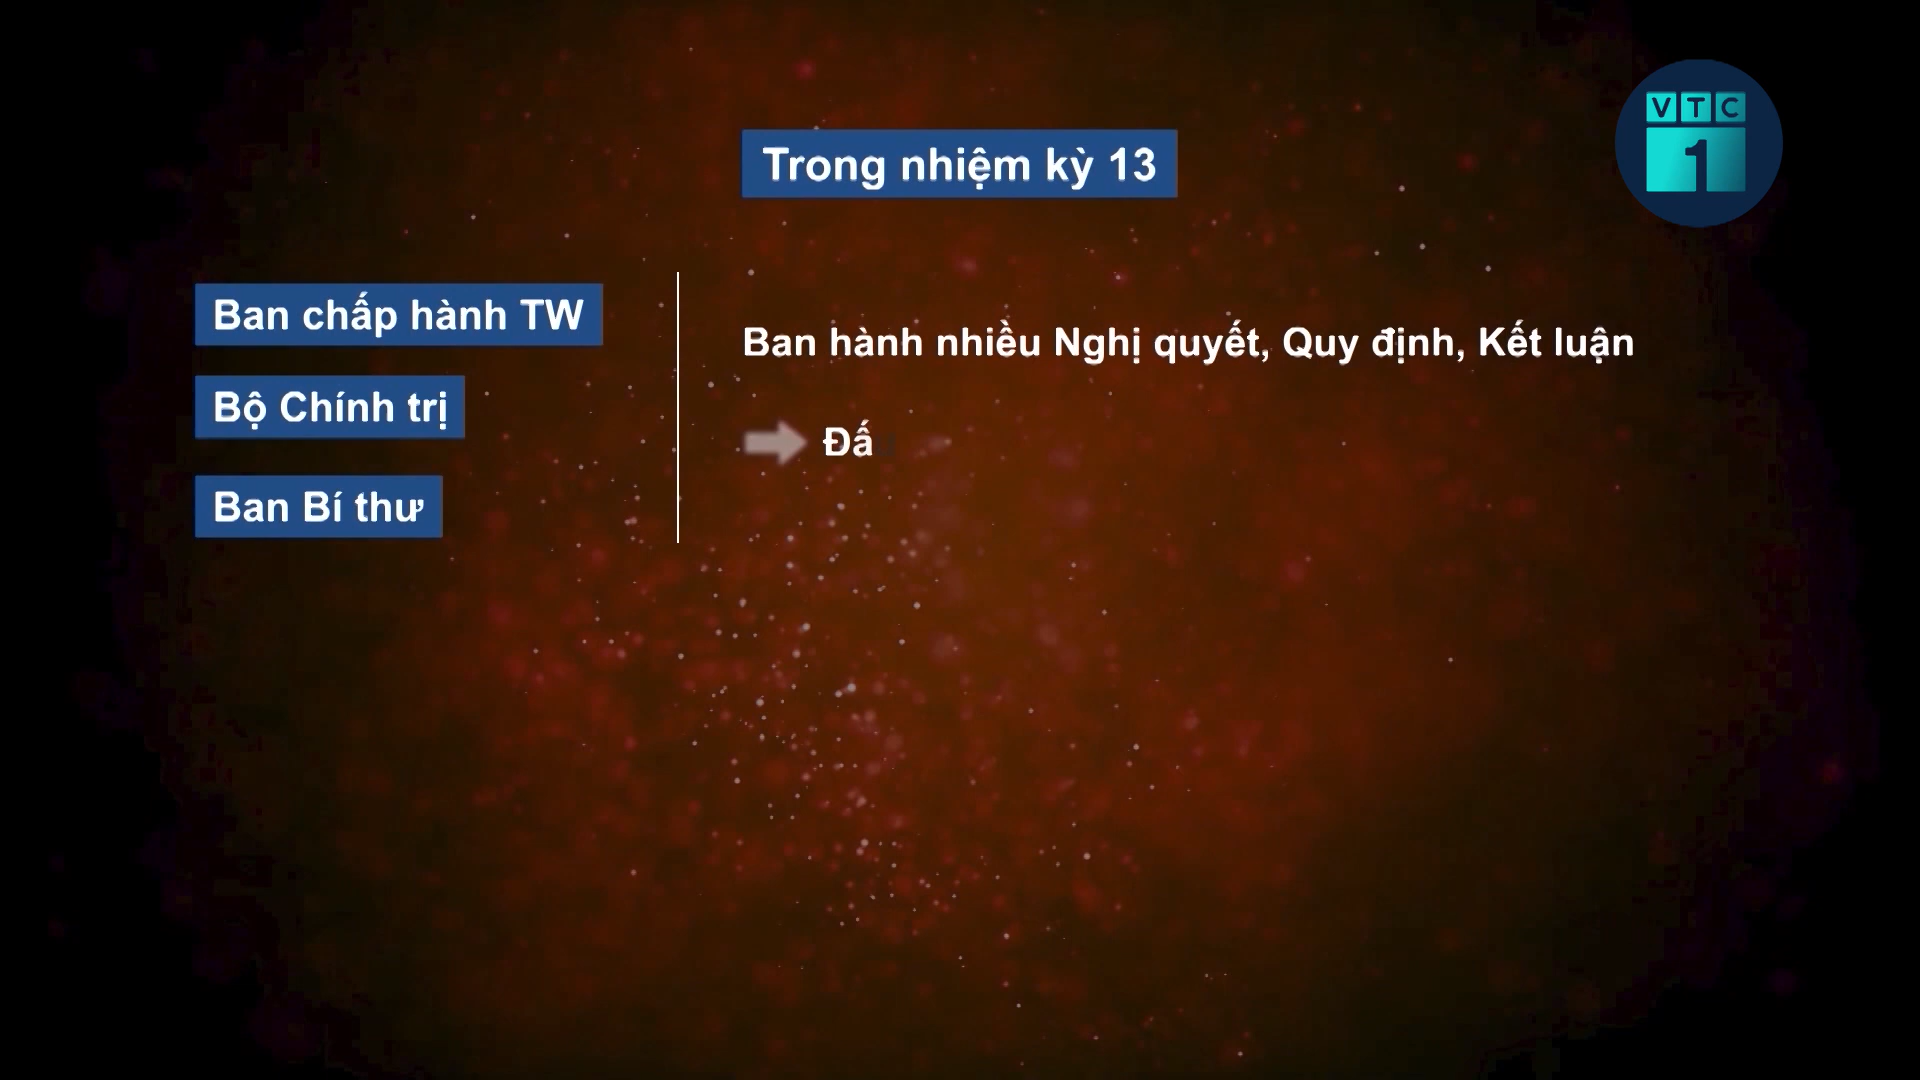 VTC
1
Trong nhiệm kỳ 13
Ban chấp hành TW
Bộ Chính trị
Ban Bí thư
Ban hành nhiều Nghị quyết, Quy định, Kết luận
Đấ